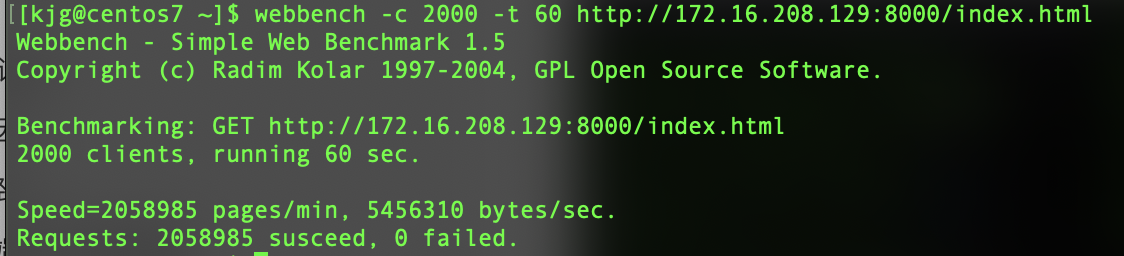 [[kjg@centos7 ~]$ webbench -c 2000 -t 60 http://172.16.208.129:8000/index.html
Webbench - Simple Web Benchmark 1.5
Copyright (c) Radim Kolar 1997-2004, GPL Open Source Software.
Benchmarking: GET http://172.16.208.129:8000/index.html
2000 clients, running 60 sec.
Speed=2058985 pages/min, 5456310 bytes/sec.
Requests: 2058985 susceed, 0 failed.